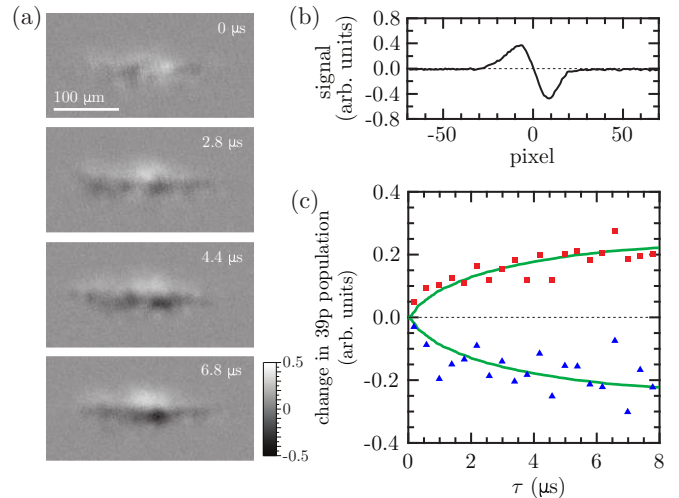 (a)
0 μs
100 μm
2.8 μs
4.4 μs
6.8 μs
0.5
0
-0.5
(b)
signal
(arb. units)
0.8
0.4
0.0
-0.4
-0.8
-50
0
50
pixel
(c)
change in 39p population
(arb. units)
0.4
0.2
0.0
-0.2
-0.4
0
2
4
6
8
τ (μs)